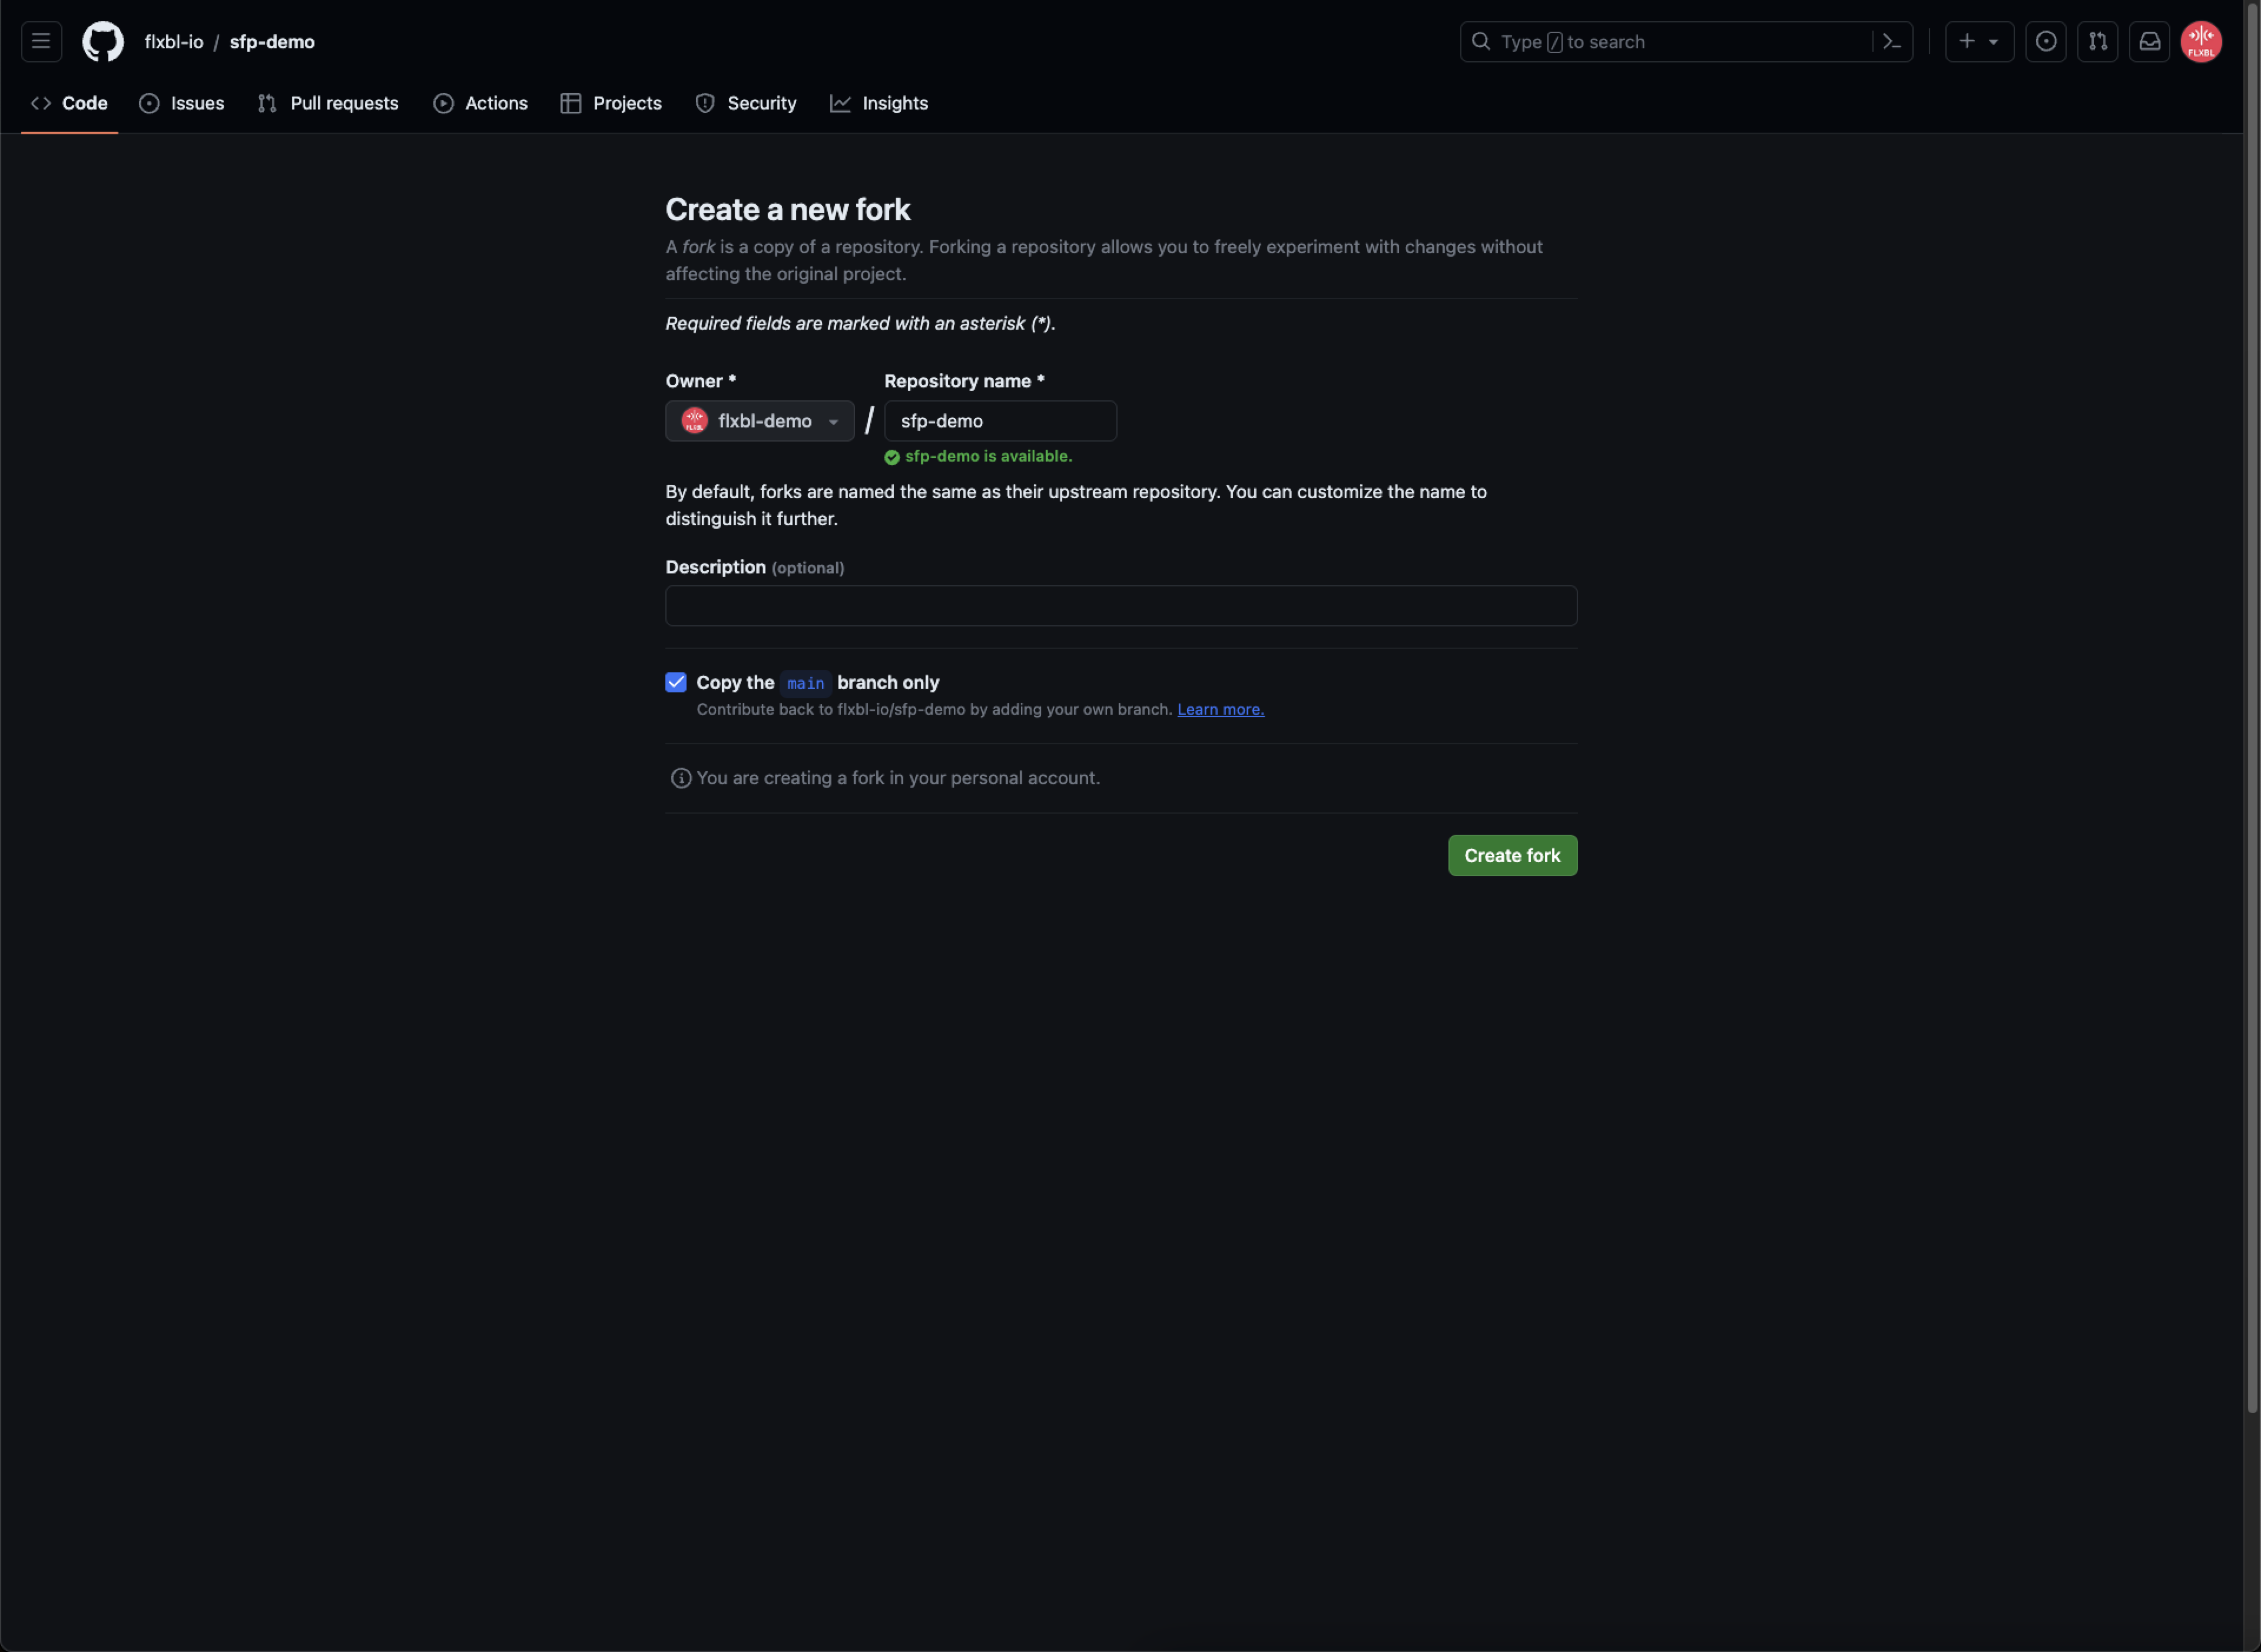 flxbl-io / sfp-demo
Type / to search
FLXBL
Code Issues Pull requests Actions Projects Security Insights
Create a new fork
A fork is a copy of a repository. Forking a repository allows you to freely experiment with changes without
affecting the original project.
Required fields are marked with an asterisk (*).
Owner * Repository name *
FLXBL flxbl-demo / sfp-demo
sfp-demo is available.
By default, forks are named the same as their upstream repository. You can customize the name to
distinguish it further.
Description (optional)
Copy the main branch only
Contribute back to flxbl-io/sfp-demo by adding your own branch. Learn more.
You are creating a fork in your personal account.
Create fork